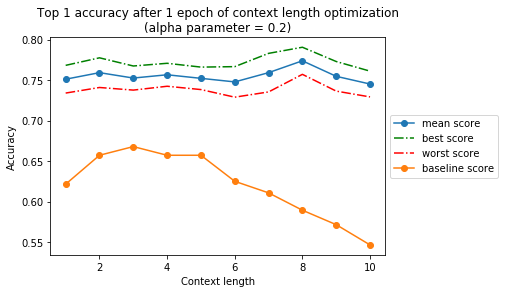 Top 1 accuracy after 1 epoch of context length optimization
(alpha parameter = 0.2)
0.80
0.75
0.70
0.65
0.60
0.55
Accuracy
2 4 6 8 10
Context length
mean score
best score
worst score
baseline score